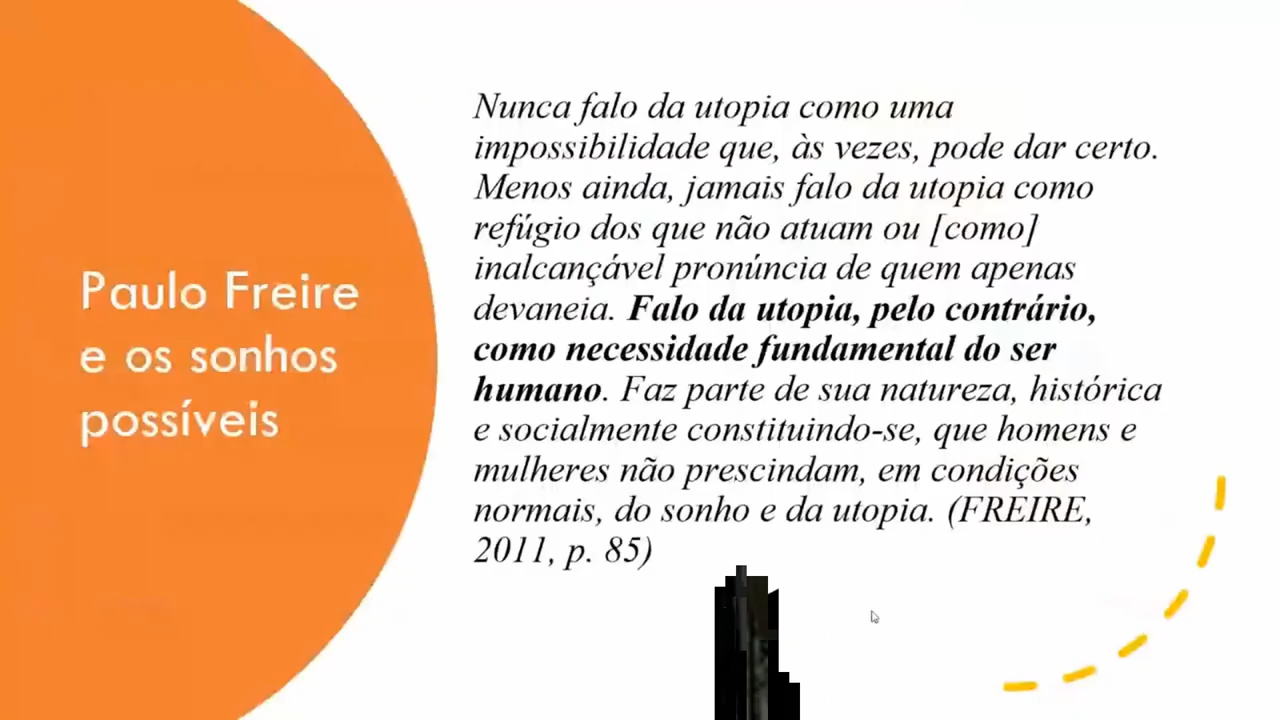 Paulo Freire
e os sonhos
possíveis
Nunca falo da utopia como uma
impossibilidade que, às vezes, pode dar certo.
Menos ainda, jamais falo da utopia como
refúgio dos que não atuam ou [como]
inalcançável pronúncia de quem apenas
devaneia. Falo da utopia, pelo contrário,
como necessidade fundamental do ser
humano. Faz parte de sua natureza, histórica
e socialmente constituindo-se, que homens e
mulheres não prescindam, em condições
normais, do sonho e da utopia. (FREIRE,
2011, p. 85)